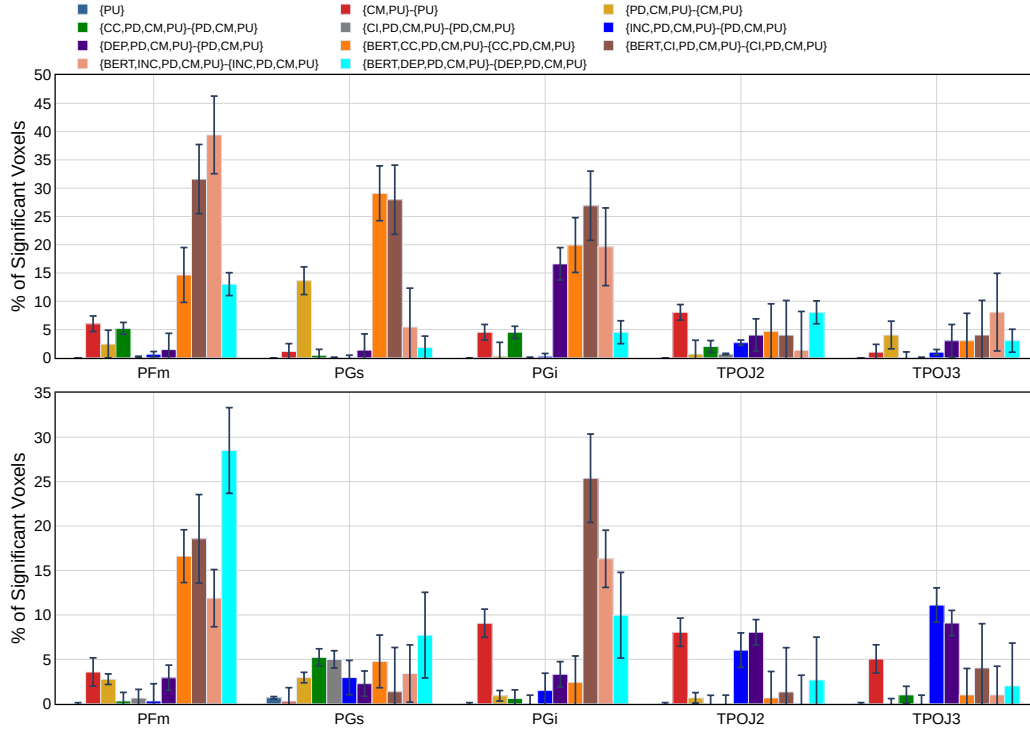 {PU} {CM,PU}-{PU} {PD,CM,PU}-{CM,PU}
{CC,PD,CM,PU}-{PD,CM,PU} {CI,PD,CM,PU}-{PD,CM,PU} {INC,PD,CM,PU}-{PD,CM,PU}
{DEP,PD,CM,PU}-{PD,CM,PU} {BERT,CC,PD,CM,PU}-{CC,PD,CM,PU} {BERT,CI,PD,CM,PU}-{CI,PD,CM,PU}
{BERT,INC,PD,CM,PU}-{INC,PD,CM,PU} {BERT,DEP,PD,CM,PU}-{DEP,PD,CM,PU}
% of Significant Voxels
50
45
40
35
30
25
20
15
10
5
0
PFm PGs PGi TPOJ2 TPOJ3
% of Significant Voxels
35
30
25
20
15
10
5
0
PFm PGs PGi TPOJ2 TPOJ3